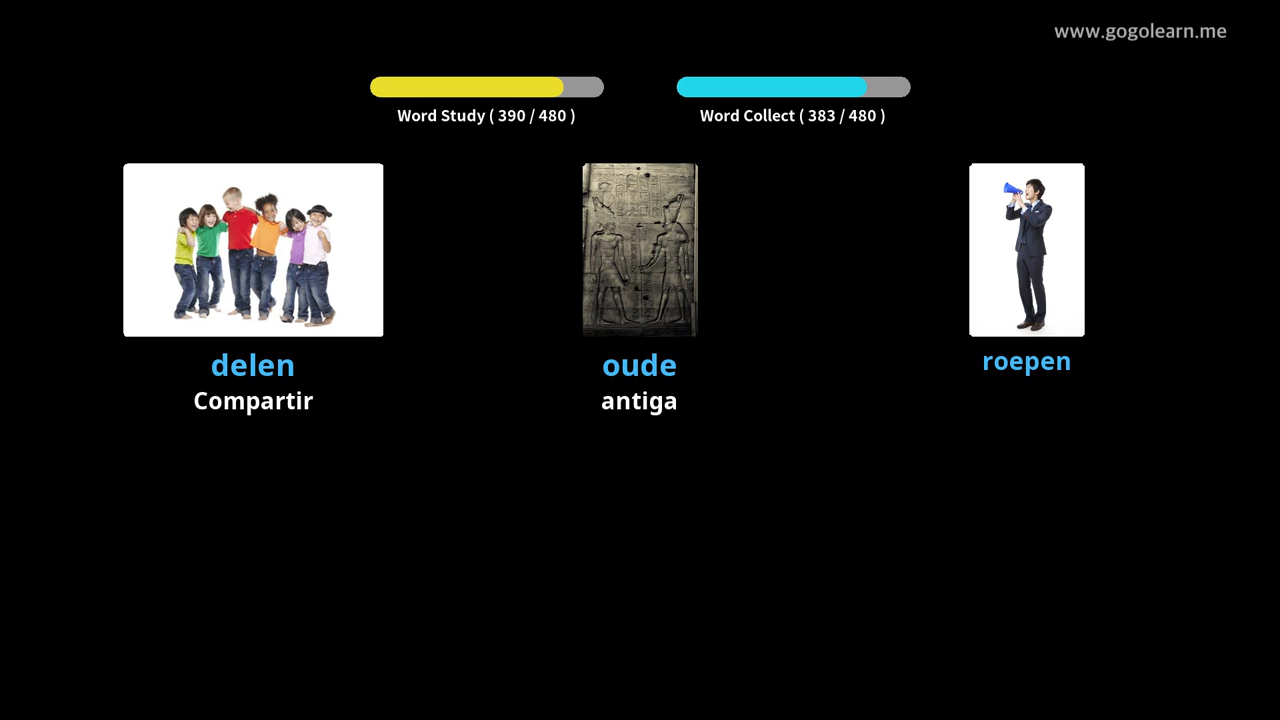 www.gogolearn.me
Word Study ( 390 / 480 )
Word Collect ( 383 / 480 )
delen
Compartir
oude
antiga
roepen